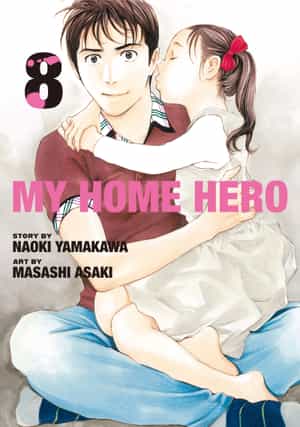 8
MY HOME HERO
STORY BY
NAOKI YAMAKAWA
ART BY
MASASHI ASAKI